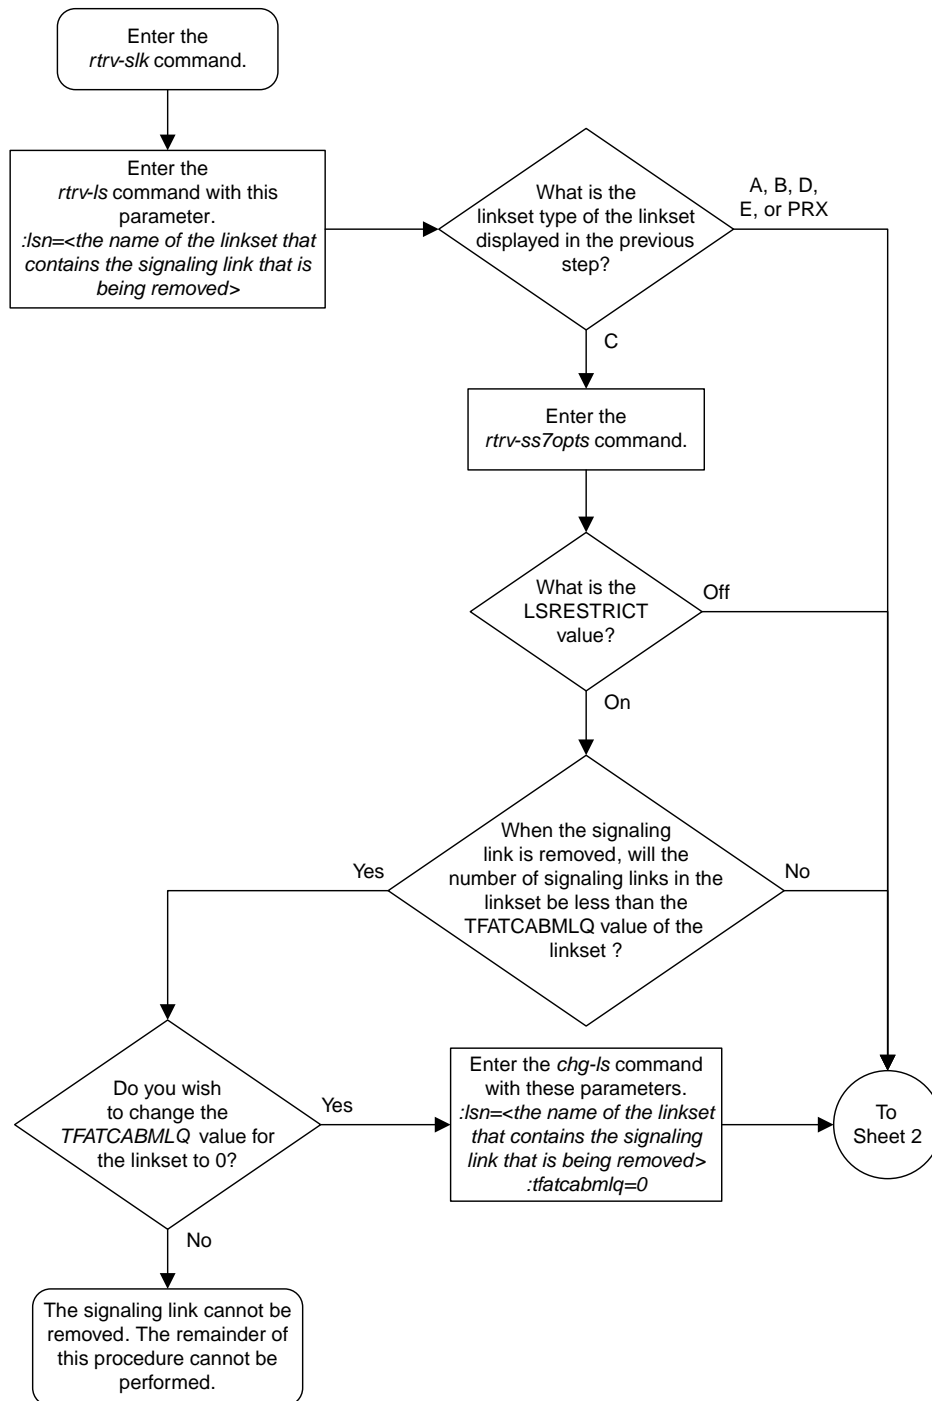 Enter the
rtrv-slk command.
Enter the
rtrv-ls command with this
parameter.
:lsn=<the name of the linkset that
contains the signaling link that is
being removed>
What is the
linkset type of the linkset
displayed in the previous
step?
A, B, D,
E, or PRX
C
Enter the
rtrv-ss7opts command.
What is the
LSRESTRICT
value?
Off
On
When the signaling
link is removed, will the
number of signaling links in the
linkset be less than the
TFATCABMLQ value of the
linkset ?
Yes
No
Do you wish
to change the
TFATCABMLQ value for
the linkset to 0?
Yes
No
Enter the chg-ls command
with these parameters.
:lsn=<the name of the linkset
that contains the signaling
link that is being removed>
:tfatcabmlq=0
To
Sheet 2
The signaling link cannot be
removed. The remainder of
this procedure cannot be
performed.